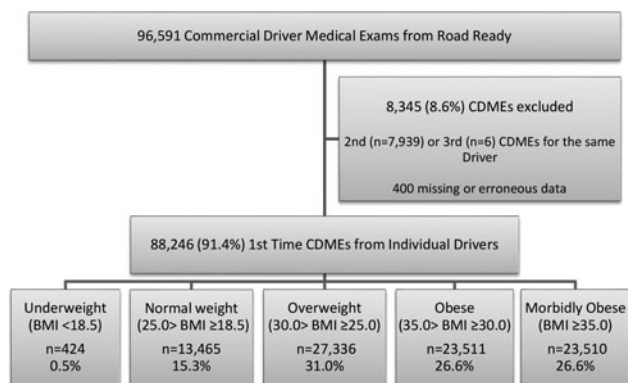 96,591 Commercial Driver Medical Exams from Road Ready
8,345 (8.6%) CDMEs excluded
2nd (n=7,939) or 3rd (n=6) CDMEs for the same
Driver
400 missing or erroneous data
88,246 (91.4%) 1st Time CDMEs from Individual Drivers
Underweight
(BMI <18.5)
n=424
0.5%
Normal weight
(25.0> BMI ≥18.5)
n=13,465
15.3%
Overweight
(30.0> BMI ≥25.0)
n=27,336
31.0%
Obese
(35.0> BMI ≥30.0)
n=23,511
26.6%
Morbidly Obese
(BMI ≥35.0)
n=23,510
26.6%